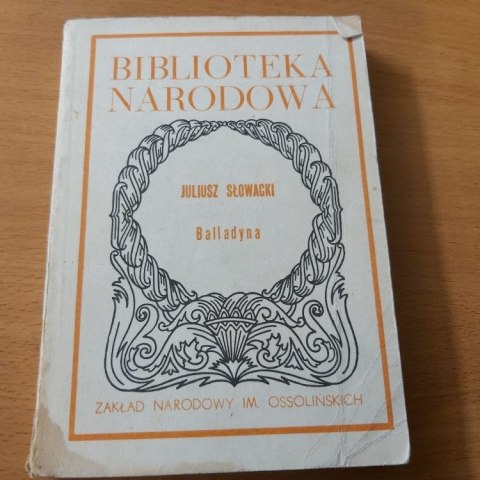 BIBLIOTEKA
NARODOWA
JULIUSZ SŁOWACKI
Balladyna
ZAKŁAD NARODOWY IM. OSSOLIŃSKICH